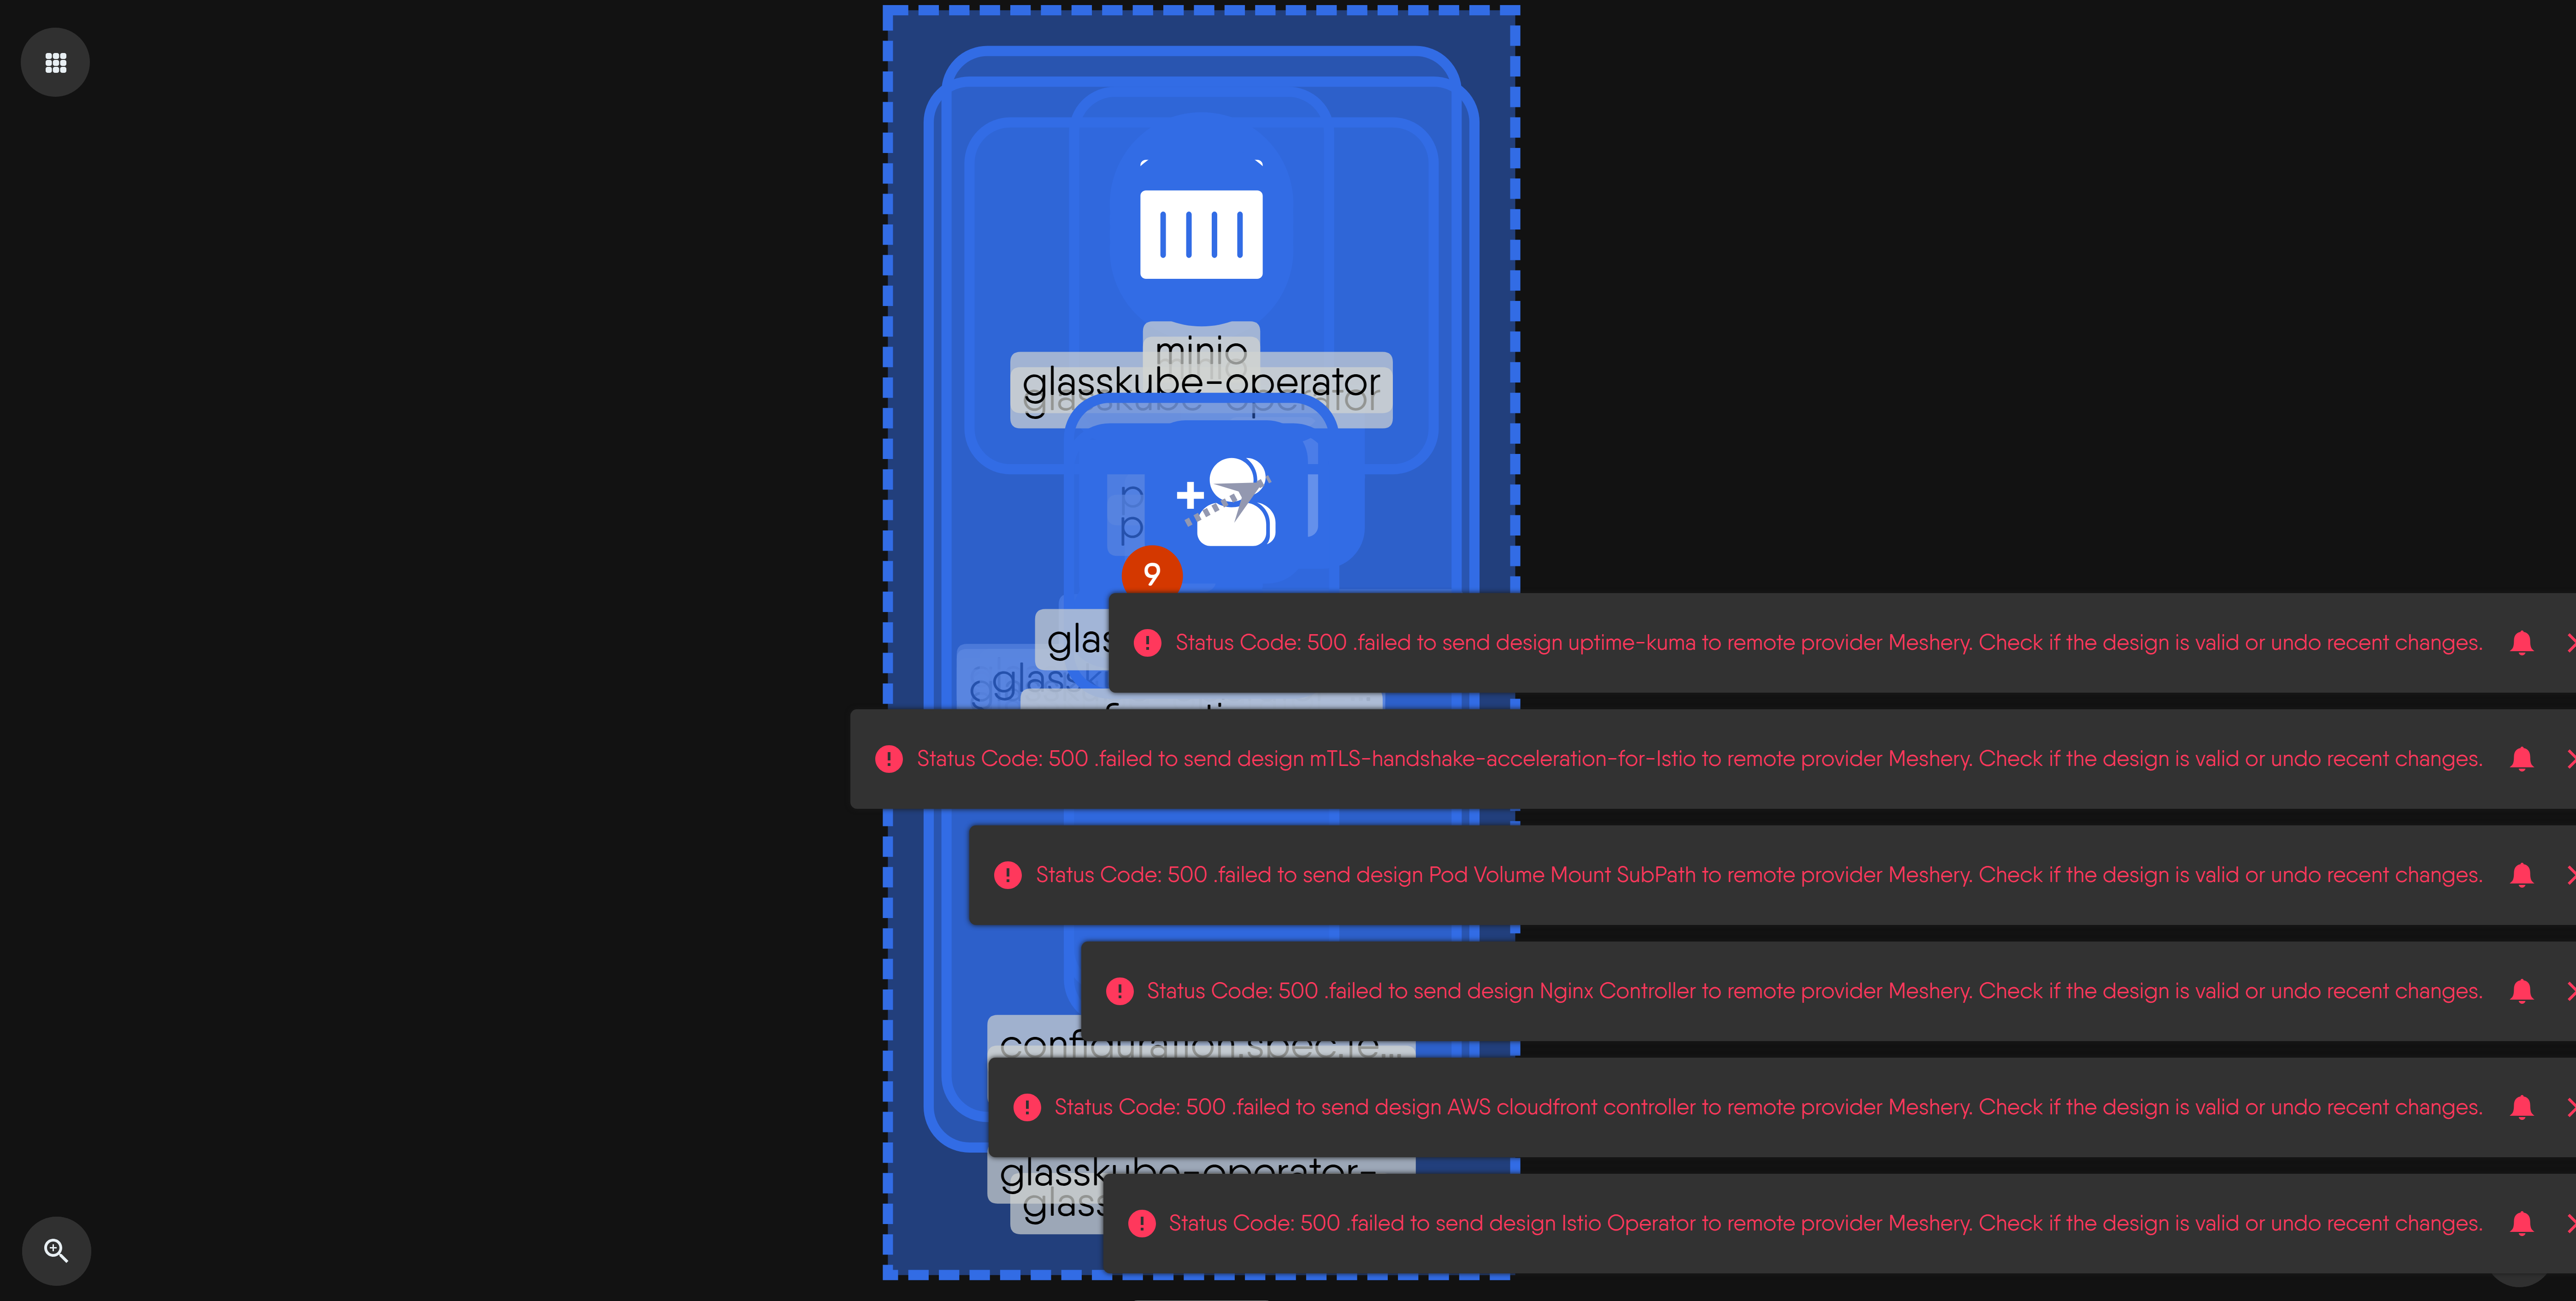 minio
minio
glasskube-operator
glasskube-operator
p
p
9
Status Code: 500 .failed to send design uptime-kuma to remote provider Meshery. Check if the design is valid or undo recent changes.
Status Code: 500 .failed to send design mTLS-handshake-acceleration-for-Istio to remote provider Meshery. Check if the design is valid or undo recent changes.
Status Code: 500 .failed to send design Pod Volume Mount SubPath to remote provider Meshery. Check if the design is valid or undo recent changes.
Status Code: 500 .failed to send design Nginx Controller to remote provider Meshery. Check if the design is valid or undo recent changes.
configuration.spec.re...
Status Code: 500 .failed to send design AWS cloudfront controller to remote provider Meshery. Check if the design is valid or undo recent changes.
glasskube-operator-
Status Code: 500 .failed to send design Istio Operator to remote provider Meshery. Check if the design is valid or undo recent changes.